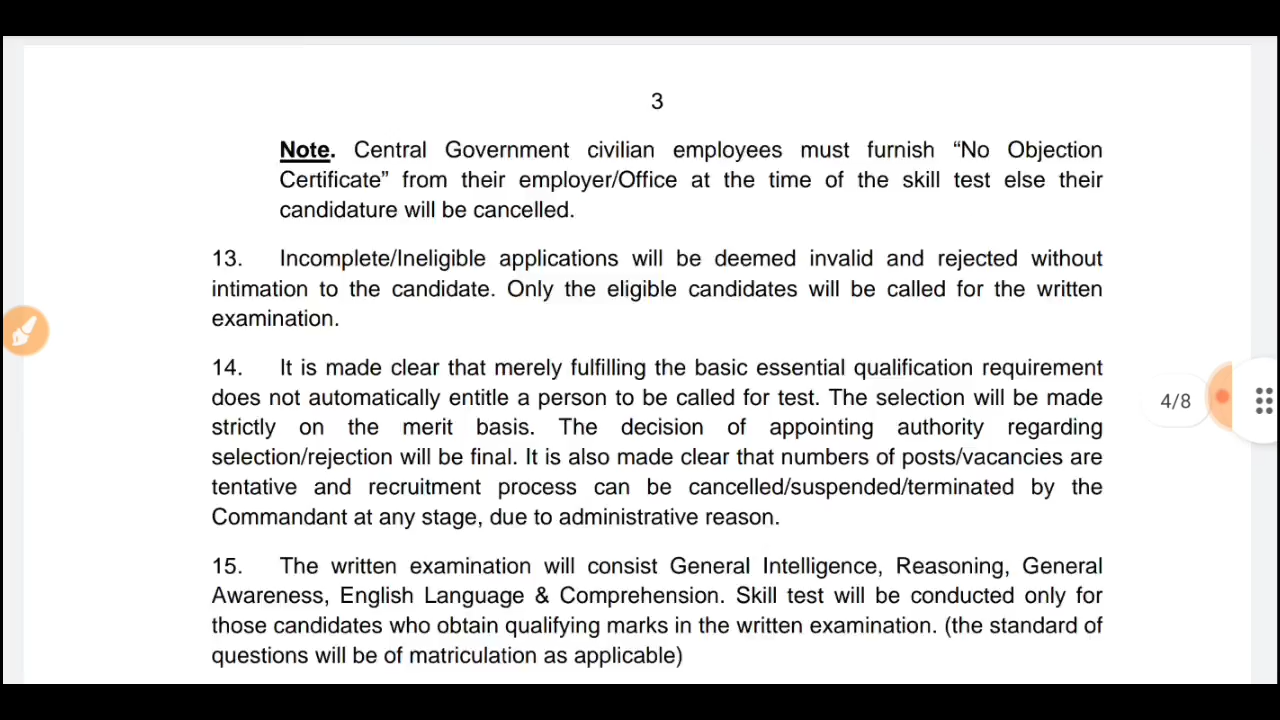 3
Note. Central Government civilian employees must furnish “No Objection
Certificate” from their employer/Office at the time of the skill test else their
candidature will be cancelled.
13. Incomplete/Ineligible applications will be deemed invalid and rejected without
intimation to the candidate. Only the eligible candidates will be called for the written
examination.
14. It is made clear that merely fulfilling the basic essential qualification requirement
does not automatically entitle a person to be called for test. The selection will be made
strictly on the merit basis. The decision of appointing authority regarding
selection/rejection will be final. It is also made clear that numbers of posts/vacancies are
tentative and recruitment process can be cancelled/suspended/terminated by the
Commandant at any stage, due to administrative reason.
15. The written examination will consist General Intelligence, Reasoning, General
Awareness, English Language & Comprehension. Skill test will be conducted only for
those candidates who obtain qualifying marks in the written examination. (the standard of
questions will be of matriculation as applicable)
4/8